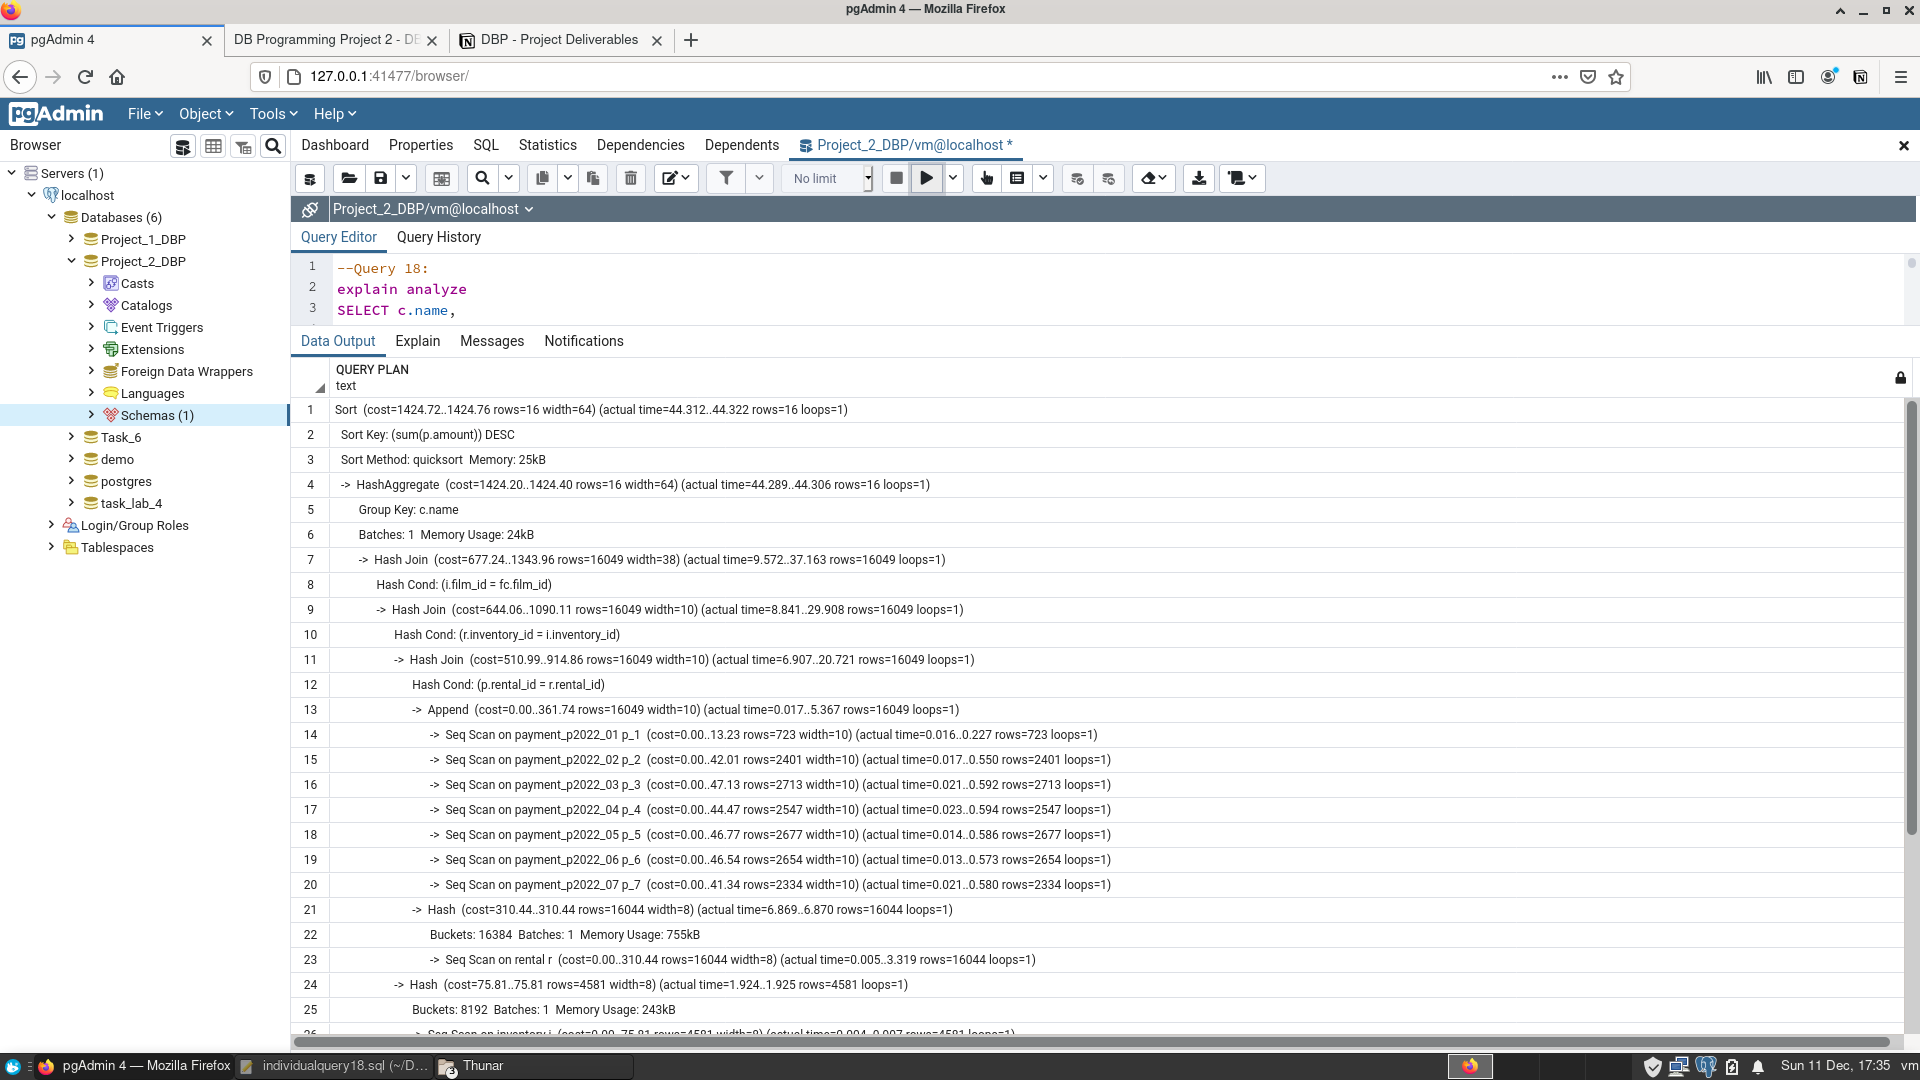 pgAdmin 4 — Mozilla Firefox
pgAdmin 4
DB Programming Project 2 - DE
DBP - Project Deliverables
127.0.0.1:41477/browser/
pgAdmin
File
Object
Tools
Help
Browser
Dashboard
Properties
SQL
Statistics
Dependencies
Dependents
Project_2_DBP/vm@localhost *
No limit
Project_2_DBP/vm@localhost
Query Editor
Query History
Servers (1)
localhost
Databases (6)
Project_1_DBP
Project_2_DBP
Casts
Catalogs
Event Triggers
Extensions
Foreign Data Wrappers
Languages
Schemas (1)
Task_6
demo
postgres
task_lab_4
Login/Group Roles
Tablespaces
1 --Query 18:
2 explain analyze
3 SELECT c.name,
Data Output
Explain
Messages
Notifications
QUERY PLAN
text
1 Sort (cost=1424.72..1424.76 rows=16 width=64) (actual time=44.312..44.322 rows=16 loops=1)
2 Sort Key: (sum(p.amount)) DESC
3 Sort Method: quicksort Memory: 25kB
4 -> HashAggregate (cost=1424.20..1424.40 rows=16 width=64) (actual time=44.289..44.306 rows=16 loops=1)
5 Group Key: c.name
6 Batches: 1 Memory Usage: 24kB
7 -> Hash Join (cost=677.24..1343.96 rows=16049 width=38) (actual time=9.572..37.163 rows=16049 loops=1)
8 Hash Cond: (i.film_id = fc.film_id)
9 -> Hash Join (cost=644.06..1090.11 rows=16049 width=10) (actual time=8.841..29.908 rows=16049 loops=1)
10 Hash Cond: (r.inventory_id = i.inventory_id)
11 -> Hash Join (cost=510.99..914.86 rows=16049 width=10) (actual time=6.907..20.721 rows=16049 loops=1)
12 Hash Cond: (p.rental_id = r.rental_id)
13 -> Append (cost=0.00..361.74 rows=16049 width=10) (actual time=0.017..5.367 rows=16049 loops=1)
14 -> Seq Scan on payment_p2022_01 p_1 (cost=0.00..13.23 rows=723 width=10) (actual time=0.016..0.227 rows=723 loops=1)
15 -> Seq Scan on payment_p2022_02 p_2 (cost=0.00..42.01 rows=2401 width=10) (actual time=0.017..0.550 rows=2401 loops=1)
16 -> Seq Scan on payment_p2022_03 p_3 (cost=0.00..47.13 rows=2713 width=10) (actual time=0.021..0.592 rows=2713 loops=1)
17 -> Seq Scan on payment_p2022_04 p_4 (cost=0.00..44.47 rows=2547 width=10) (actual time=0.023..0.594 rows=2547 loops=1)
18 -> Seq Scan on payment_p2022_05 p_5 (cost=0.00..46.77 rows=2677 width=10) (actual time=0.014..0.586 rows=2677 loops=1)
19 -> Seq Scan on payment_p2022_06 p_6 (cost=0.00..46.54 rows=2654 width=10) (actual time=0.013..0.573 rows=2654 loops=1)
20 -> Seq Scan on payment_p2022_07 p_7 (cost=0.00..41.34 rows=2334 width=10) (actual time=0.021..0.580 rows=2334 loops=1)
21 -> Hash (cost=310.44..310.44 rows=16044 width=8) (actual time=6.869..6.870 rows=16044 loops=1)
22 Buckets: 16384 Batches: 1 Memory Usage: 755kB
23 -> Seq Scan on rental r (cost=0.00..310.44 rows=16044 width=8) (actual time=0.005..3.319 rows=16044 loops=1)
24 -> Hash (cost=75.81..75.81 rows=4581 width=8) (actual time=1.924..1.925 rows=4581 loops=1)
25 Buckets: 8192 Batches: 1 Memory Usage: 243kB
pgAdmin 4 — Mozilla Firefox
individualquery18.sql (~/D...
3
Thunar
Sun 11 Dec, 17:35
vm